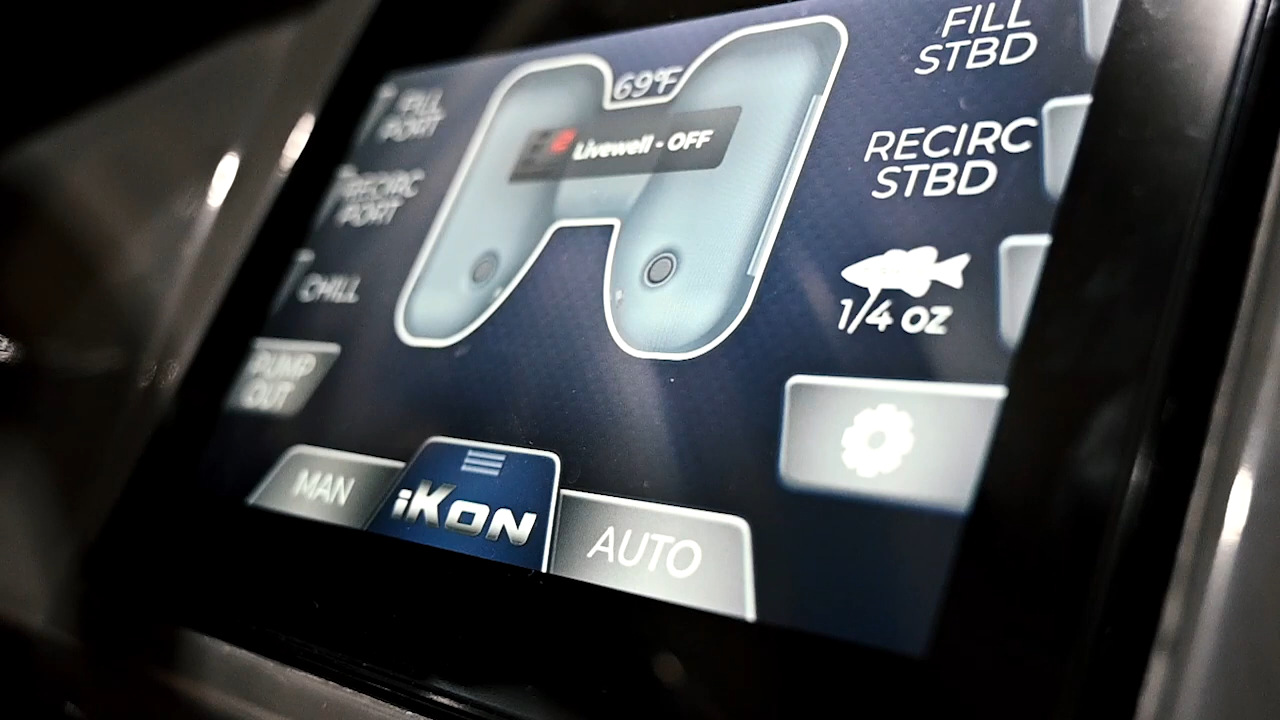 69°F
Livewell - OFF
FILL
PORT
RECIRC
PORT
CHILL
PUMP
OUT
FILL
STBD
RECIRC
STBD
1/4 oz
MAN
iKON
AUTO